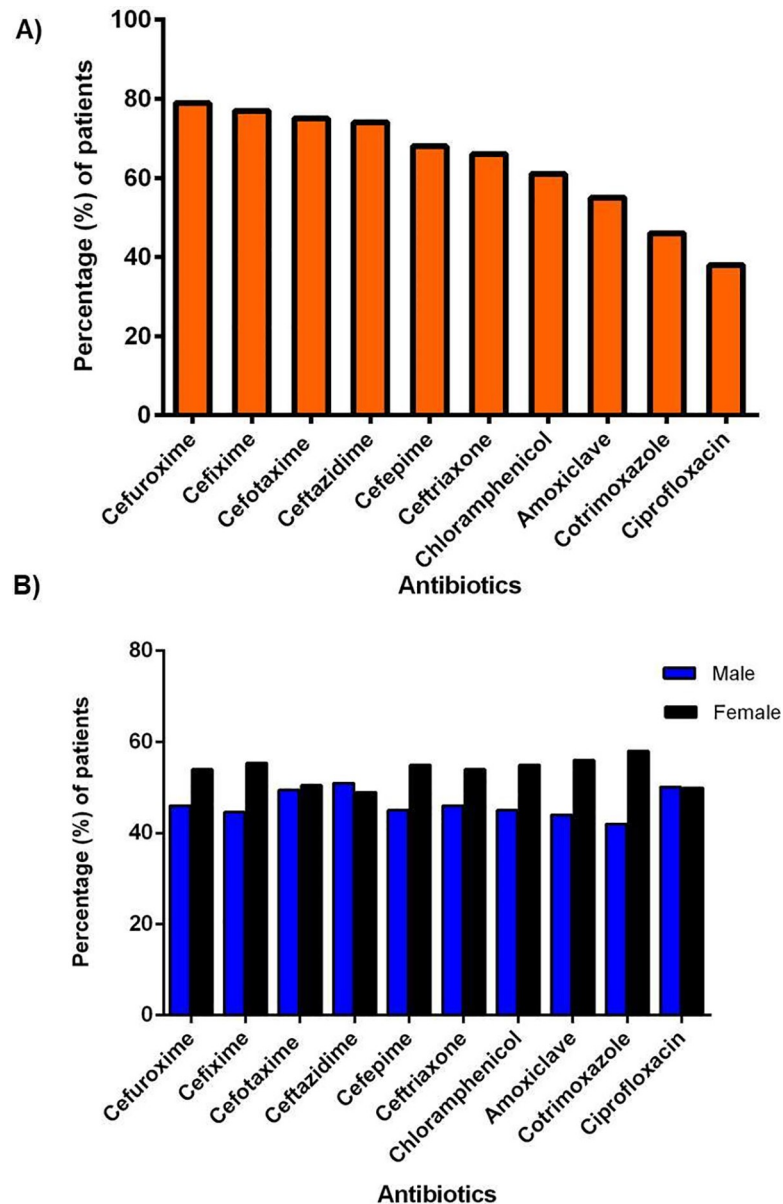 A)
Percentage (%) of patients
100
80
60
40
20
0
Cefuroxime
Cefixime
Cefotaxime
Ceftazidime
Cefepime
Ceftriaxone
Chloramphenicol
Amoxiclave
Cotrimoxazole
Ciprofloxacin
Antibiotics
B)
Percentage (%) of patients
80
60
40
20
0
Male
Female
Cefuroxime
Cefixime
Cefotaxime
Ceftazidime
Cefepime
Ceftriaxone
Chloramphenicol
Amoxiclave
Cotrimoxazole
Ciprofloxacin
Antibiotics